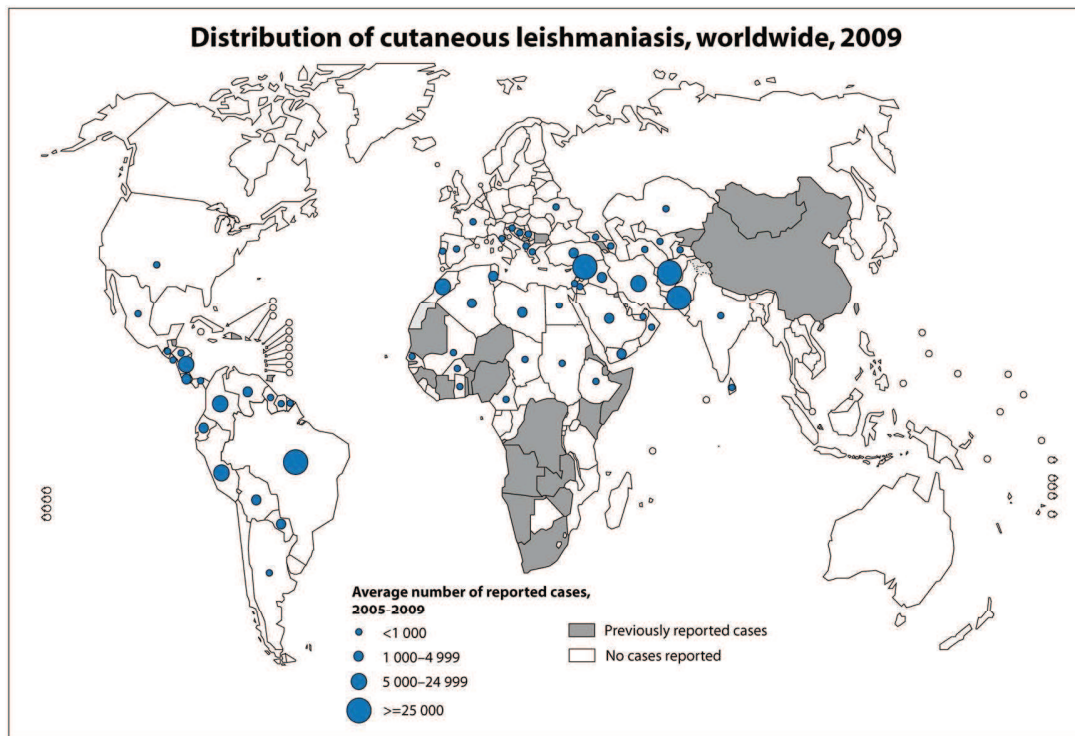 Distribution of cutaneous leishmaniasis, worldwide, 2009
Average number of reported cases,
2005–2009
<1 000
1 000–4 999
5 000–24 999
>=25 000
Previously reported cases
No cases reported